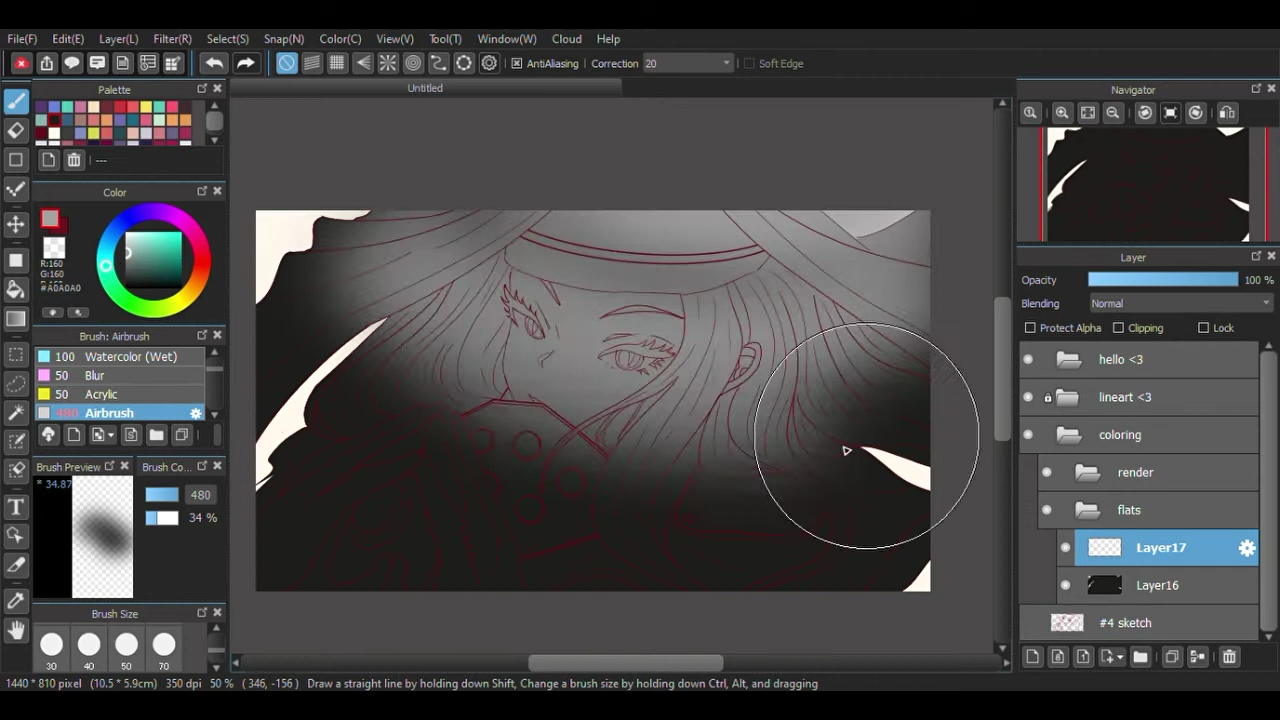 File(F) Edit(E) Layer(L) Filter(R) Select(S) Snap(N) Color(C) View(V) Tool(T) Window(W) Cloud Help
AntiAliasing Correction 20 Soft Edge
Palette
---
Color
R:160
G:160
#A0A0A0
Brush: Airbrush
100 Watercolor (Wet)
50 Blur
50 Acrylic
480 Airbrush
Brush Preview
Brush Co...
* 34.87
480
34 %
Brush Size
30 40 50 70
Untitled
Navigator
Layer
Opacity 100 %
Blending Normal
Protect Alpha Clipping Lock
hello <3
lineart <3
coloring
render
flats
Layer17
Layer16
#4 sketch
1440 * 810 pixel (10.5 * 5.9cm) 350 dpi 50 % ( 346, -156 ) Draw a straight line by holding down Shift, Change a brush size by holding down Ctrl, Alt, and dragging